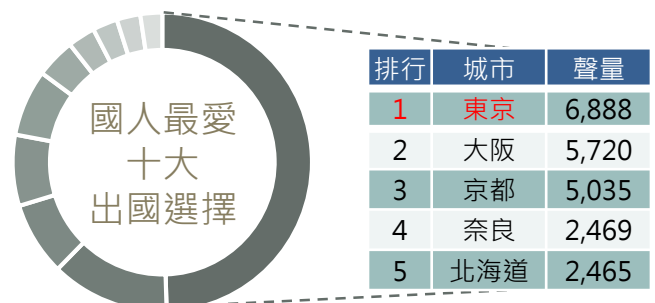 國人最愛
十大
出國選擇
排行 城市 聲量
1 東京 6,888
2 大阪 5,720
3 京都 5,035
4 奈良 2,469
5 北海道 2,465